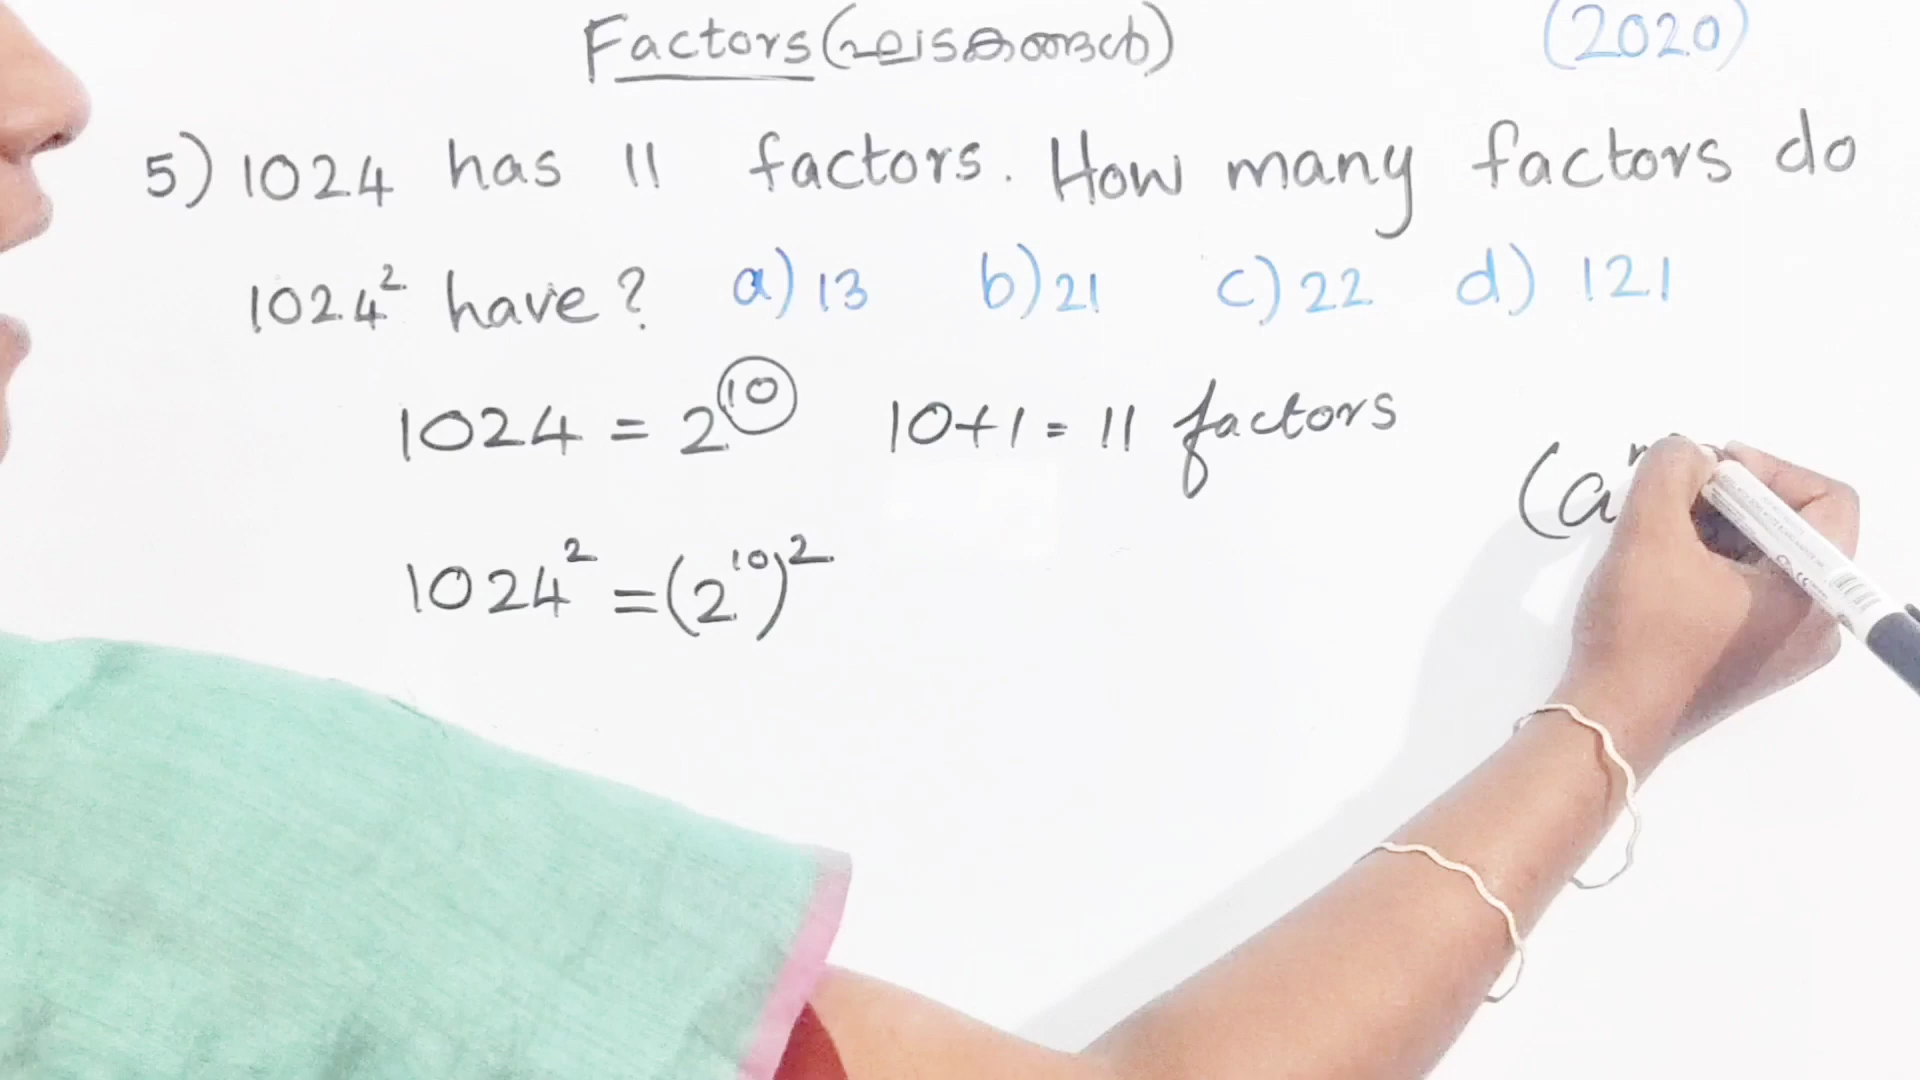 Factors (ഘടകങ്ങൾ) (2020)
5) 1024 has 11 factors. How many factors do
1024² have? a) 13 b) 21 c) 22 d) 121
1024 = 2¹⁰ 10+1 = 11 factors
(a
1024² = (2¹⁰)²